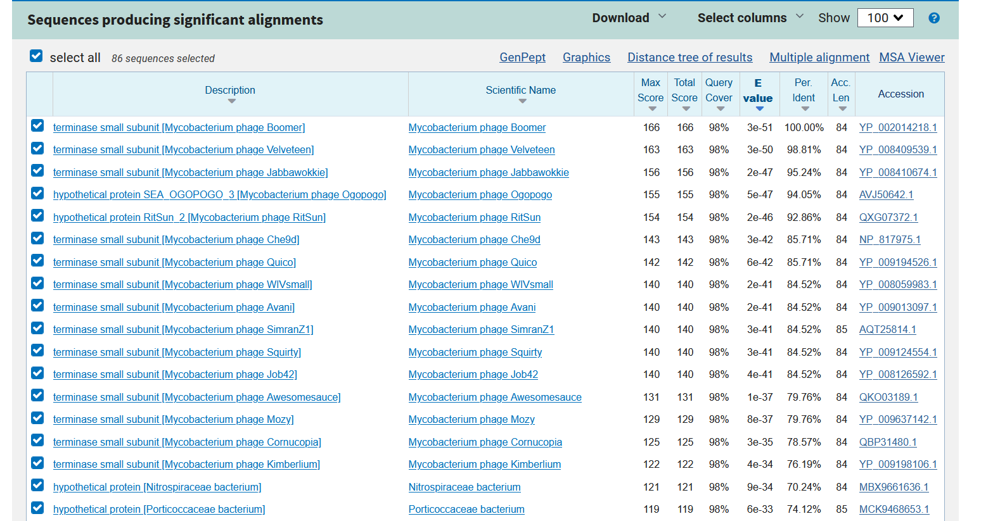 Sequences producing significant alignments Download Select columns Show 100 ?
select all 86 sequences selected GenPept Graphics Distance tree of results Multiple alignment MSA Viewer
Description Scientific Name Max Score Total Score Query Cover E value Per. Ident Acc. Len Accession
terminase small subunit [Mycobacterium phage Boomer] Mycobacterium phage Boomer 166 166 98% 3e-51 100.00% 84 YP_002014218.1
terminase small subunit [Mycobacterium phage Velveteen] Mycobacterium phage Velveteen 163 163 98% 3e-50 98.81% 84 YP_008409539.1
terminase small subunit [Mycobacterium phage Jabbawokkie] Mycobacterium phage Jabbawokkie 156 156 98% 2e-47 95.24% 84 YP_008410674.1
hypothetical protein SEA_OGOPOGO_3 [Mycobacterium phage Ogopogo] Mycobacterium phage Ogopogo 155 155 98% 5e-47 94.05% 84 AVJ50642.1
hypothetical protein RitSun_2 [Mycobacterium phage RitSun] Mycobacterium phage RitSun 154 154 98% 2e-46 92.86% 84 QXG07372.1
terminase small subunit [Mycobacterium phage Che9d] Mycobacterium phage Che9d 143 143 98% 3e-42 85.71% 84 NP_817975.1
terminase small subunit [Mycobacterium phage Quico] Mycobacterium phage Quico 142 142 98% 6e-42 85.71% 84 YP_009194526.1
terminase small subunit [Mycobacterium phage WIVsmall] Mycobacterium phage WIVsmall 140 140 98% 2e-41 84.52% 84 YP_008059983.1
terminase small subunit [Mycobacterium phage Avani] Mycobacterium phage Avani 140 140 98% 2e-41 84.52% 84 YP_009013097.1
terminase small subunit [Mycobacterium phage SimranZ1] Mycobacterium phage SimranZ1 140 140 98% 3e-41 84.52% 85 AQT25814.1
terminase small subunit [Mycobacterium phage Squirty] Mycobacterium phage Squirty 140 140 98% 3e-41 84.52% 84 YP_009124554.1
terminase small subunit [Mycobacterium phage Job42] Mycobacterium phage Job42 140 140 98% 4e-41 84.52% 84 YP_008126592.1
terminase small subunit [Mycobacterium phage Awesomesauce] Mycobacterium phage Awesomesauce 131 131 98% 1e-37 79.76% 84 QKO03189.1
terminase small subunit [Mycobacterium phage Mozy] Mycobacterium phage Mozy 129 129 98% 8e-37 79.76% 84 YP_009637142.1
terminase small subunit [Mycobacterium phage Cornucopia] Mycobacterium phage Cornucopia 125 125 98% 3e-35 78.57% 84 QBP31480.1
terminase small subunit [Mycobacterium phage Kimberlium] Mycobacterium phage Kimberlium 122 122 98% 4e-34 76.19% 84 YP_009198106.1
hypothetical protein [Nitrospiraceae bacterium] Nitrospiraceae bacterium 121 121 98% 9e-34 70.24% 84 MBX9661636.1
hypothetical protein [Porticoccaceae bacterium] Porticoccaceae bacterium 119 119 98% 6e-33 74.12% 85 MCK9468653.1